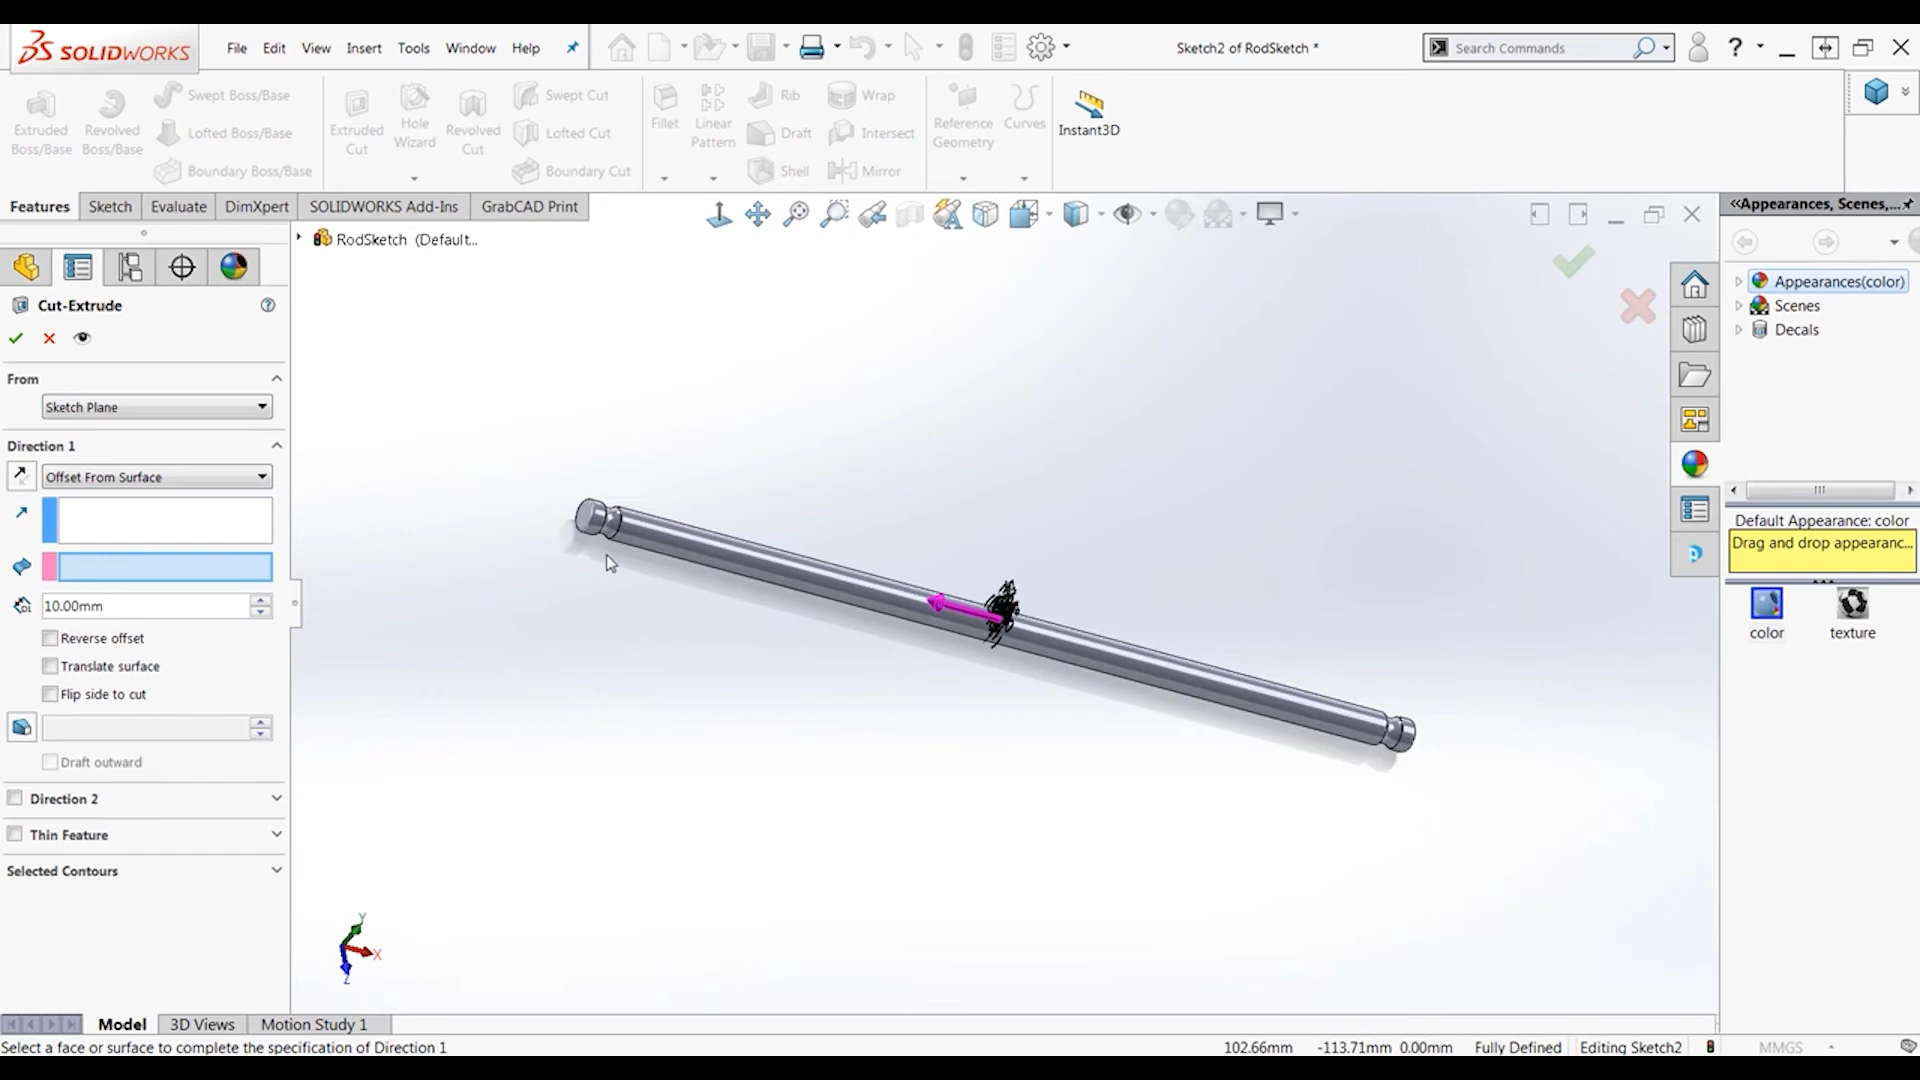 SOLIDWORKS
File Edit View Insert Tools Window Help
Sketch2 of RodSketch *
Search Commands
?
Extruded Boss/Base
Revolved Boss/Base
Swept Boss/Base
Lofted Boss/Base
Boundary Boss/Base
Extruded Cut
Hole Wizard
Revolved Cut
Swept Cut
Lofted Cut
Boundary Cut
Fillet
Linear Pattern
Rib
Draft
Shell
Wrap
Intersect
Mirror
Reference Geometry
Curves
Instant3D
Features Sketch Evaluate DimXpert SOLIDWORKS Add-Ins GrabCAD Print
RodSketch (Default...
Cut-Extrude
From
Sketch Plane
Direction 1
Offset From Surface
10.00mm
Reverse offset
Translate surface
Flip side to cut
Draft outward
Direction 2
Thin Feature
Selected Contours
Y
X
Z
Appearances, Scenes,...
Appearances(color)
Scenes
Decals
Default Appearance: color
Drag and drop appearanc...
color texture
Model 3D Views Motion Study 1
Select a face or surface to complete the specification of Direction 1
102.66mm -113.71mm 0.00mm Fully Defined Editing Sketch2 MMGS